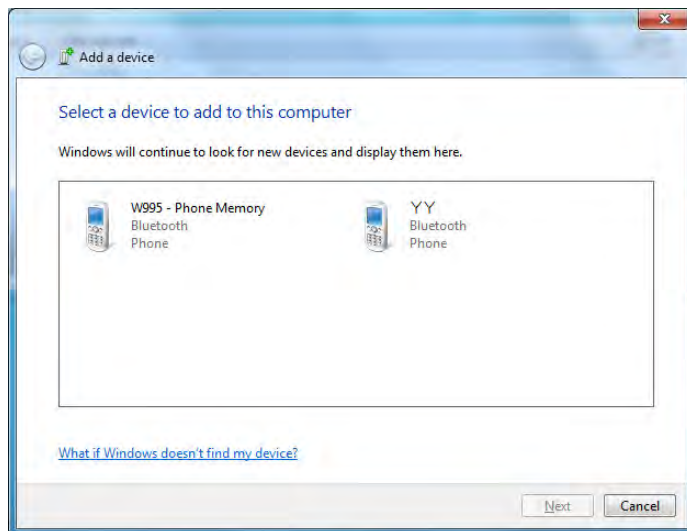 Add a device
Select a device to add to this computer
Windows will continue to look for new devices and display them here.
W995 - Phone Memory
Bluetooth
Phone
YY
Bluetooth
Phone
What if Windows doesn't find my device?
Next
Cancel